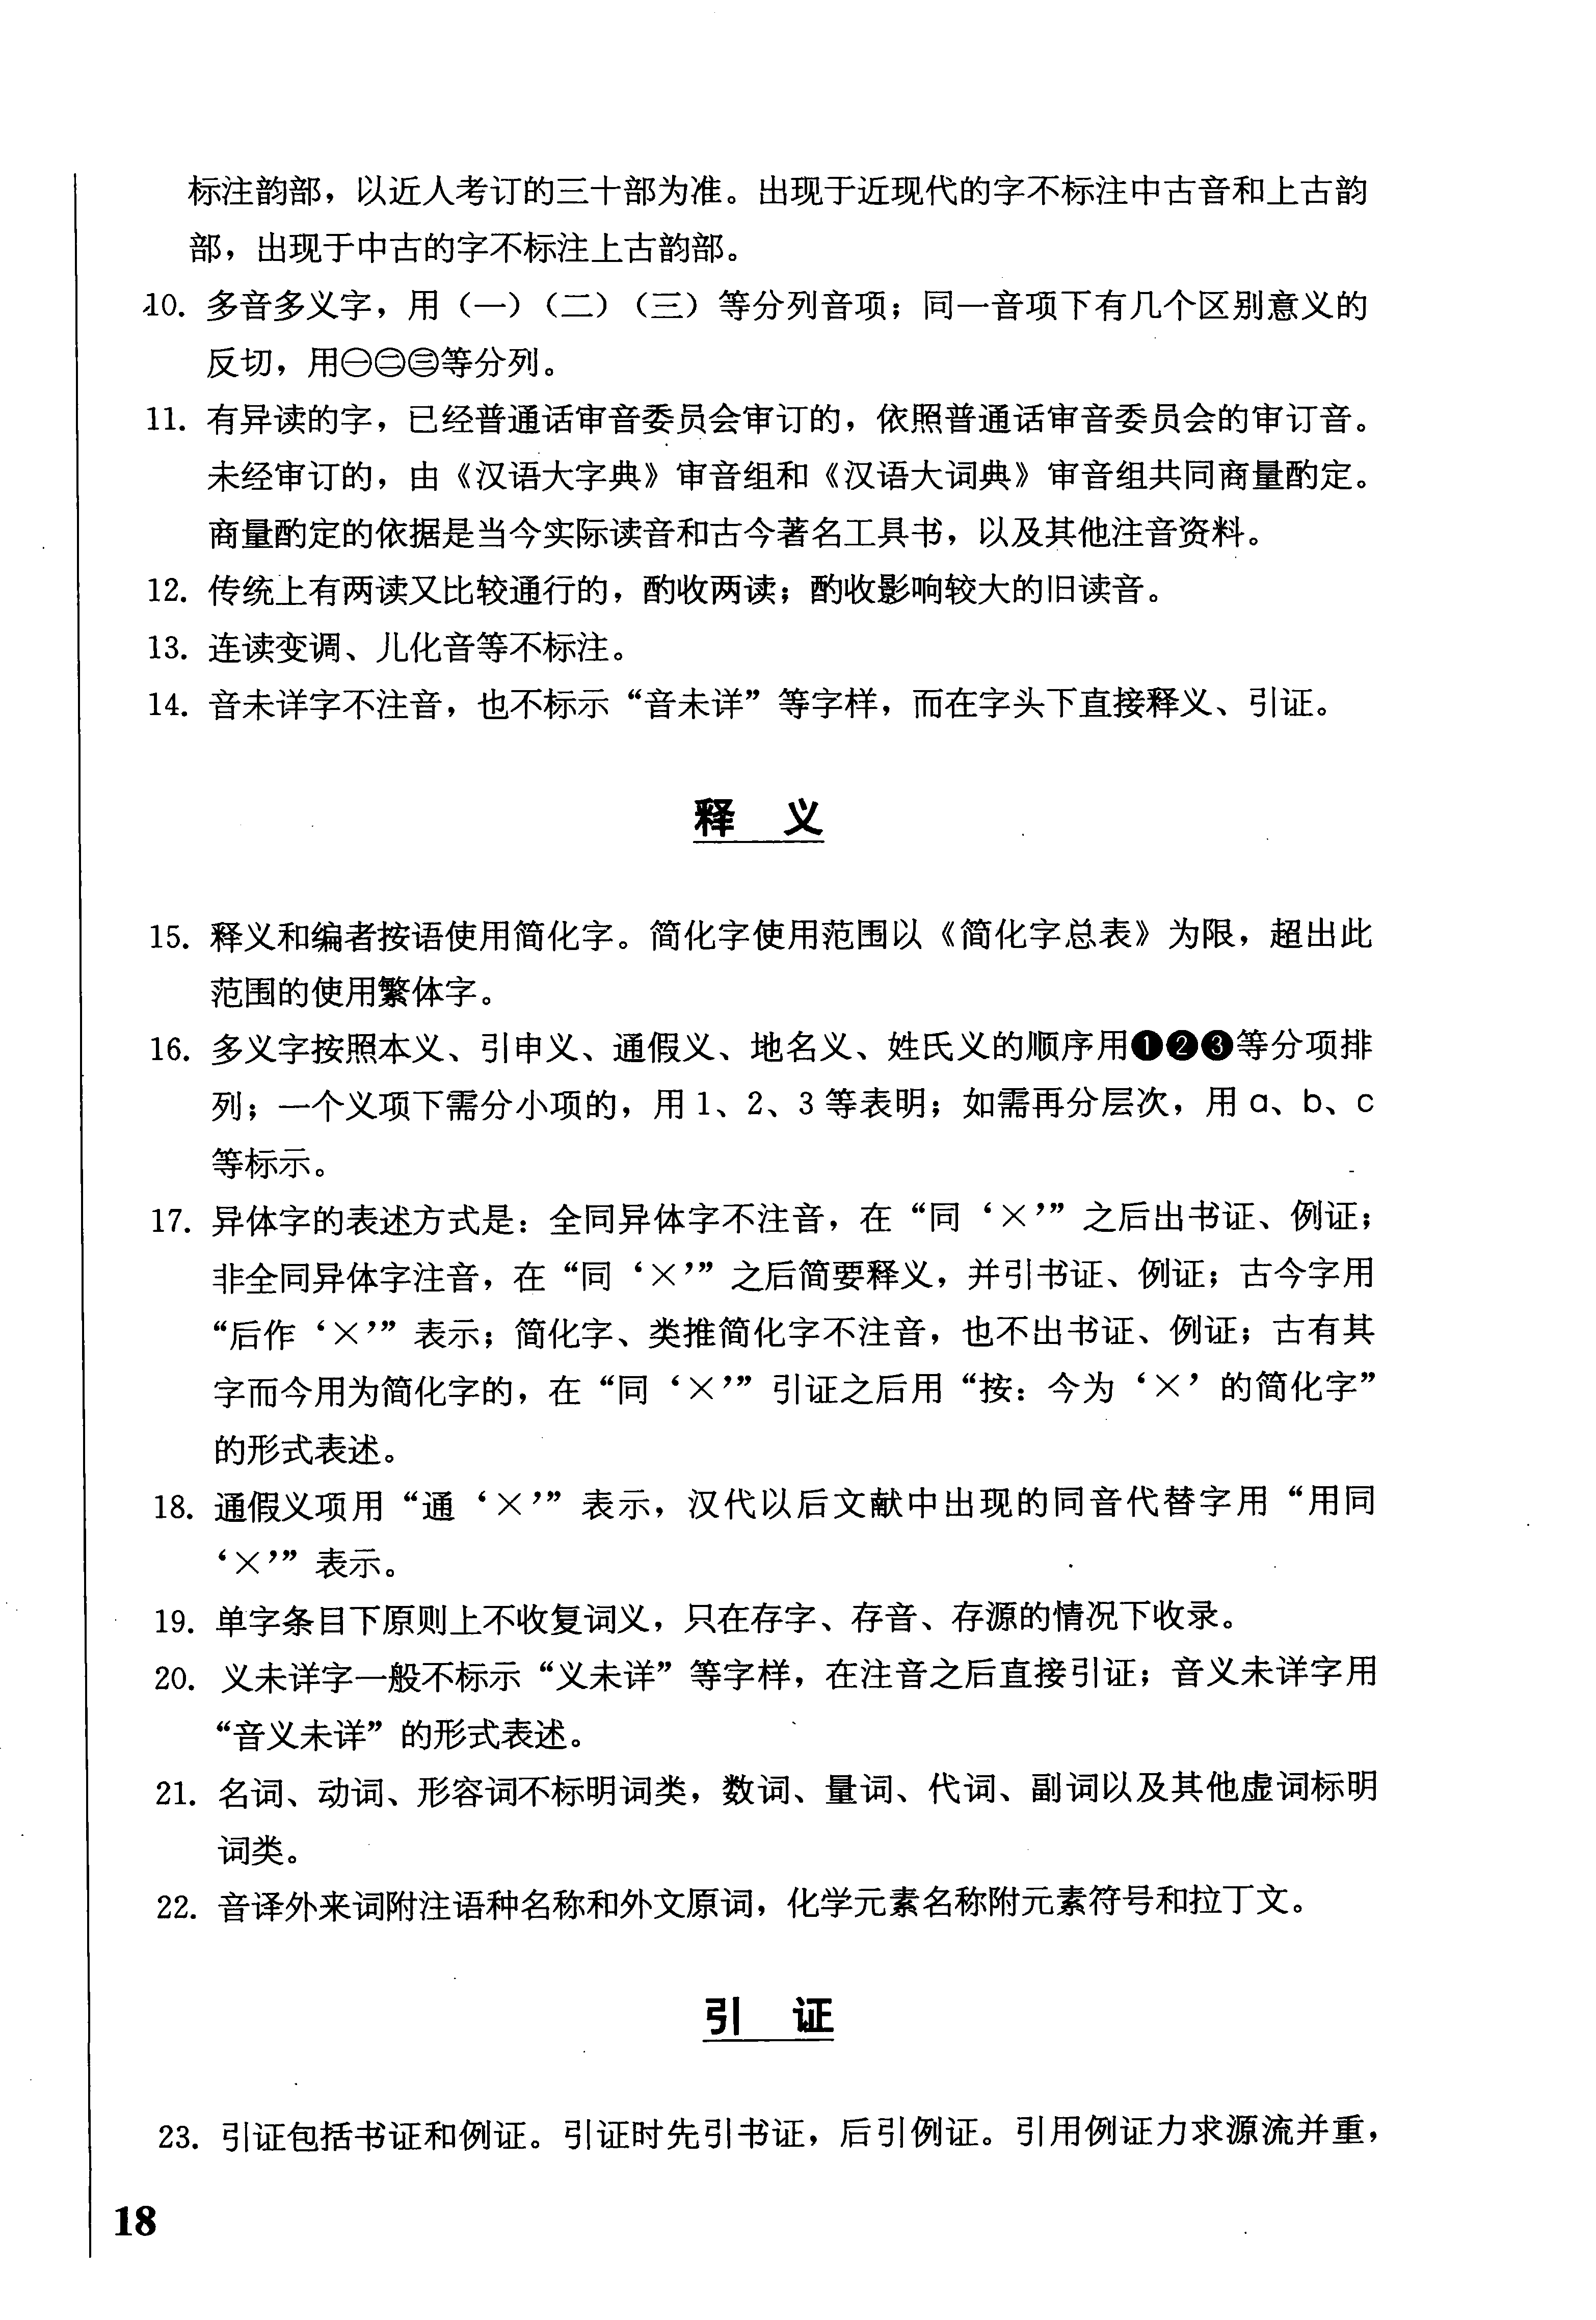 标注韵部，以近人考订的三十部为准。出现于近现代的字不标注中古音和上古韵
部，出现于中古的字不标注上古韵部。
10. 多音多义字，用（一）（二）（三）等分列音项；同一音项下有几个区别意义的
反切，用㊀㊁㊂等分列。
11. 有异读的字，已经普通话审音委员会审订的，依照普通话审音委员会的审订音。
未经审订的，由《汉语大字典》审音组和《汉语大词典》审音组共同商量酌定。
商量酌定的依据是当今实际读音和古今著名工具书，以及其他注音资料。
12. 传统上有两读又比较通行的，酌收两读；酌收影响较大的旧读音。
13. 连读变调、儿化音等不标注。
14. 音未详字不注音，也不标示“音未详”等字样，而在字头下直接释义、引证。
释　义
15. 释义和编者按语使用简化字。简化字使用范围以《简化字总表》为限，超出此
范围的使用繁体字。
16. 多义字按照本义、引申义、通假义、地名义、姓氏义的顺序用❶❷❸等分项排
列；一个义项下需分小项的，用 1、2、3 等表明；如需再分层次，用 a、b、c
等标示。
17. 异体字的表述方式是：全同异体字不注音，在“同‘×’”之后出书证、例证；
非全同异体字注音，在“同‘×’”之后简要释义，并引书证、例证；古今字用
“后作‘×’”表示；简化字、类推简化字不注音，也不出书证、例证；古有其
字而今用为简化字的，在“同‘×’”引证之后用“按：今为‘×’的简化字”
的形式表述。
18. 通假义项用“通‘×’”表示，汉代以后文献中出现的同音代替字用“用同
‘×’”表示。
19. 单字条目下原则上不收复词义，只在存字、存音、存源的情况下收录。
20. 义未详字一般不标示“义未详”等字样，在注音之后直接引证；音义未详字用
“音义未详”的形式表述。
21. 名词、动词、形容词不标明词类，数词、量词、代词、副词以及其他虚词标明
词类。
22. 音译外来词附注语种名称和外文原词，化学元素名称附元素符号和拉丁文。
引　证
23. 引证包括书证和例证。引证时先引书证，后引例证。引用例证力求源流并重，
18